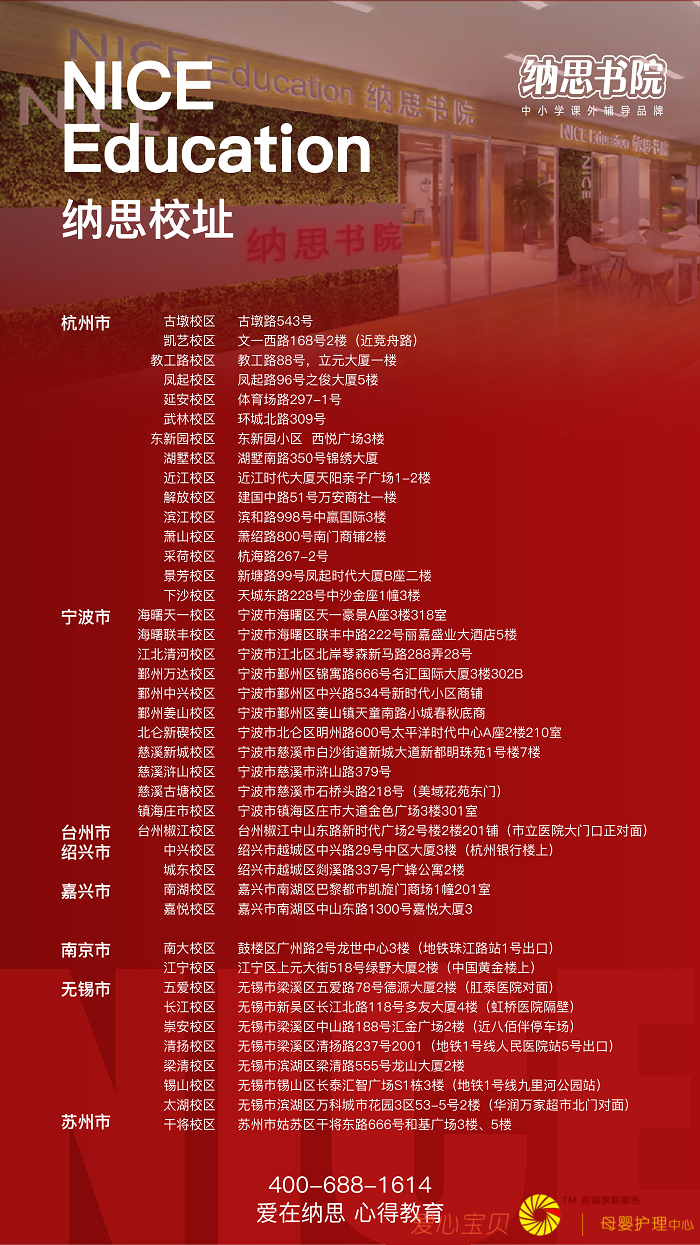 NICE Education 纳思书院
NICE
Education
纳思校址
纳思书院
中小学课外辅导品牌
NICE
NICE Education 纳思书院
NICE
纳思书院
杭州市 古墩校区 古墩路543号
凯艺校区 文一西路168号2楼（近竞舟路）
教工路校区 教工路88号，立元大厦一楼
凤起校区 凤起路96号之俊大厦5楼
延安校区 体育场路297-1号
武林校区 环城北路309号
东新园校区 东新园小区 西悦广场3楼
湖墅校区 湖墅南路350号锦绣大厦
近江校区 近江时代大厦天阳亲子广场1-2楼
解放校区 建国中路51号万安商社一楼
滨江校区 滨和路998号中赢国际3楼
萧山校区 萧绍路800号南门商铺2楼
采荷校区 杭海路267-2号
景芳校区 新塘路99号凤起时代大厦B座二楼
下沙校区 天城东路228号中沙金座1幢3楼
宁波市 海曙天一校区 宁波市海曙区天一豪景A座3楼318室
海曙联丰校区 宁波市海曙区联丰中路222号丽嘉盛业大酒店5楼
江北清河校区 宁波市江北区北岸琴森新马路288弄28号
鄞州万达校区 宁波市鄞州区锦寓路666号名汇国际大厦3楼302B
鄞州中兴校区 宁波市鄞州区中兴路534号新时代小区商铺
鄞州姜山校区 宁波市鄞州区姜山镇天童南路小城春秋底商
北仑新碶校区 宁波市北仑区明州路600号太平洋时代中心A座2楼210室
慈溪新城校区 宁波市慈溪市白沙街道新城大道新都明珠苑1号楼7楼
慈溪浒山校区 宁波市慈溪市浒山路379号
慈溪古塘校区 宁波市慈溪市石桥头路218号（美域花苑东门）
镇海庄市校区 宁波市镇海区庄市大道金色广场3楼301室
台州市 台州椒江校区 台州椒江中山东路新时代广场2号楼2楼201铺（市立医院大门口正对面）
绍兴市 中兴校区 绍兴市越城区中兴路29号中区大厦3楼（杭州银行楼上）
城东校区 绍兴市越城区剡溪路337号广蜂公寓2楼
嘉兴市 南湖校区 嘉兴市南湖区巴黎都市凯旋门商场1幢201室
嘉悦校区 嘉兴市南湖区中山东路1300号嘉悦大厦3
南京市 南大校区 鼓楼区广州路2号龙世中心3楼（地铁珠江路站1号出口）
江宁校区 江宁区上元大街518号绿野大厦2楼（中国黄金楼上）
无锡市 五爱校区 无锡市梁溪区五爱路78号德源大厦2楼（肛泰医院对面）
长江校区 无锡市新吴区长江北路118号多友大厦4楼（虹桥医院隔壁）
崇安校区 无锡市梁溪区中山路188号汇金广场2楼（近八佰伴停车场）
清扬校区 无锡市梁溪区清扬路237号2001（地铁1号线人民医院站5号出口）
梁清校区 无锡市滨湖区梁清路555号龙山大厦2楼
锡山校区 无锡市锡山区长泰汇智广场S1栋3楼（地铁1号线九里河公园站）
太湖校区 无锡市滨湖区万科城市花园3区53-5号2楼（华润万家超市北门对面）
苏州市 干将校区 苏州市姑苏区干将东路666号和基广场3楼、5楼
NICE
400-688-1614
爱在纳思 心得教育
爱心宝贝 TM 高端家庭服务
母婴护理中心